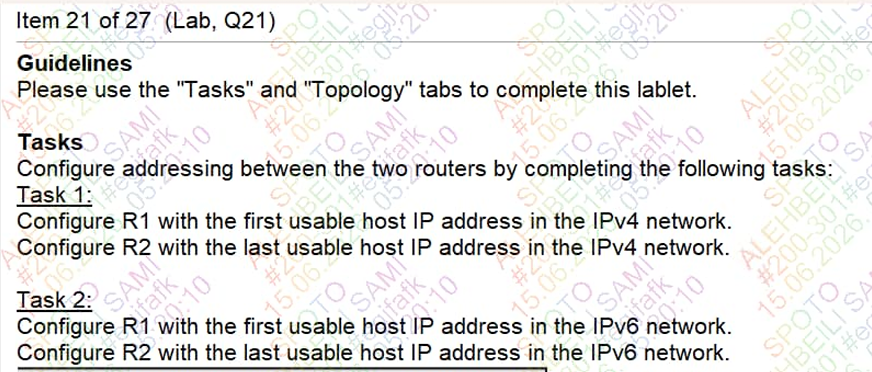 Item 21 of 27 (Lab, Q21)
Guidelines
Please use the "Tasks" and "Topology" tabs to complete this lablet.
Tasks
Configure addressing between the two routers by completing the following tasks:
Task 1:
Configure R1 with the first usable host IP address in the IPv4 network.
Configure R2 with the last usable host IP address in the IPv4 network.
Task 2:
Configure R1 with the first usable host IP address in the IPv6 network.
Configure R2 with the last usable host IP address in the IPv6 network.